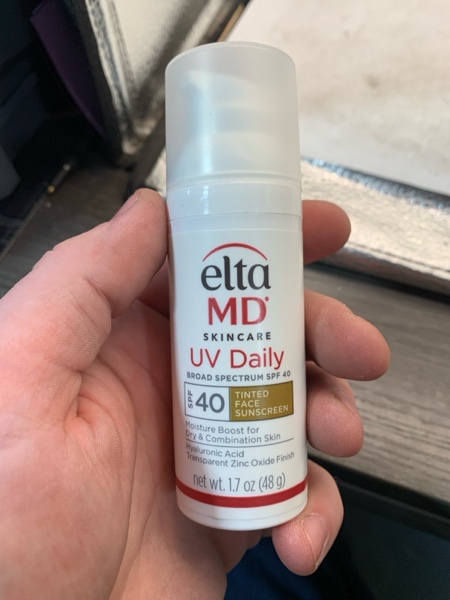 elta
MD
SKINCARE
UV Daily
BROAD SPECTRUM SPF 40
SPF 40 TINTED
FACE
SUNSCREEN
Moisture Boost for
Dry & Combination Skin
Hyaluronic Acid
Transparent Zinc Oxide Finish
net wt. 1.7 oz (48 g)